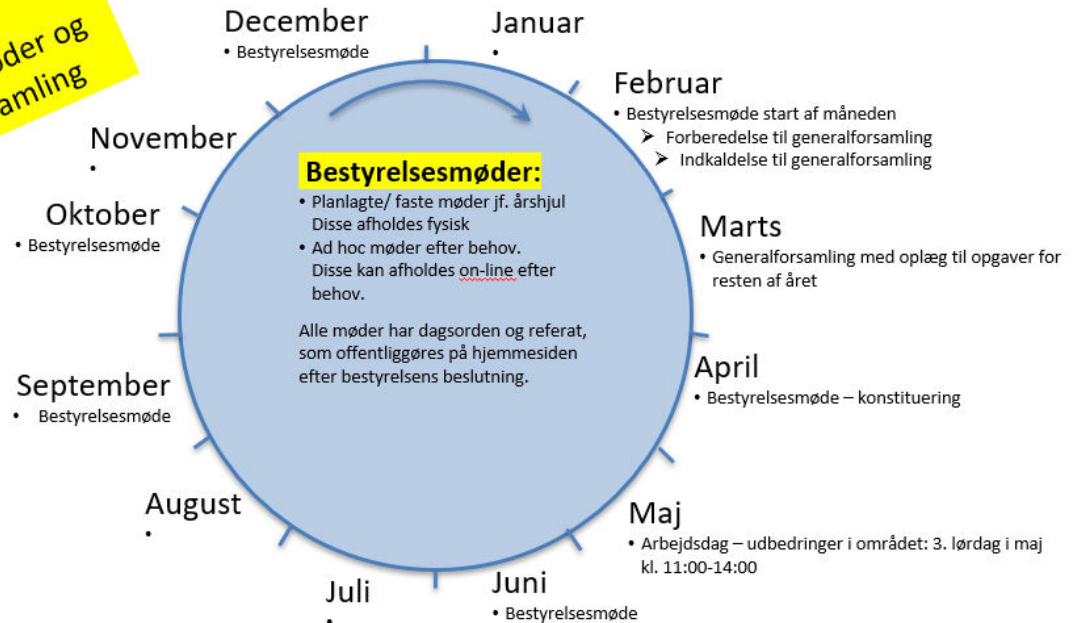 December
• Bestyrelsesmøde
Januar
•
Februar
• Bestyrelsesmøde start af måneden
➢ Forberedelse til generalforsamling
➢ Indkaldelse til generalforsamling
Marts
• Generalforsamling med oplæg til opgaver for
resten af året
April
• Bestyrelsesmøde – konstituering
Maj
• Arbejdsdag – udbedringer i området: 3. lørdag i maj
kl. 11:00-14:00
Juni
• Bestyrelsesmøde
Juli
•
August
•
September
• Bestyrelsesmøde
Oktober
• Bestyrelsesmøde
November
•
Bestyrelsesmøder:
• Planlagte/ faste møder jf. årshjul
Disse afholdes fysisk
• Ad hoc møder efter behov.
Disse kan afholdes on-line efter
behov.
Alle møder har dagsorden og referat,
som offentliggøres på hjemmesiden
efter bestyrelsens beslutning.
og